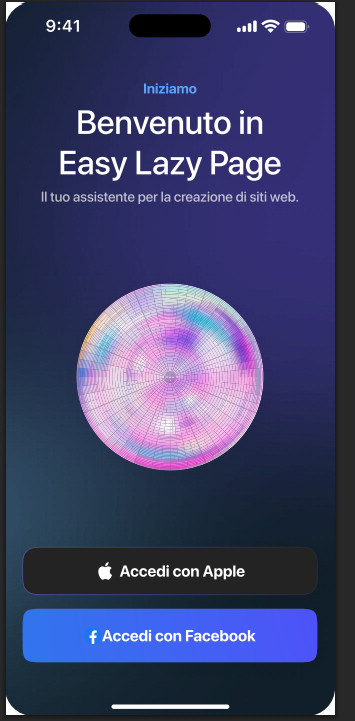 9:41
Iniziamo
Benvenuto in
Easy Lazy Page
Il tuo assistente per la creazione di siti web.
Accedi con Apple
Accedi con Facebook